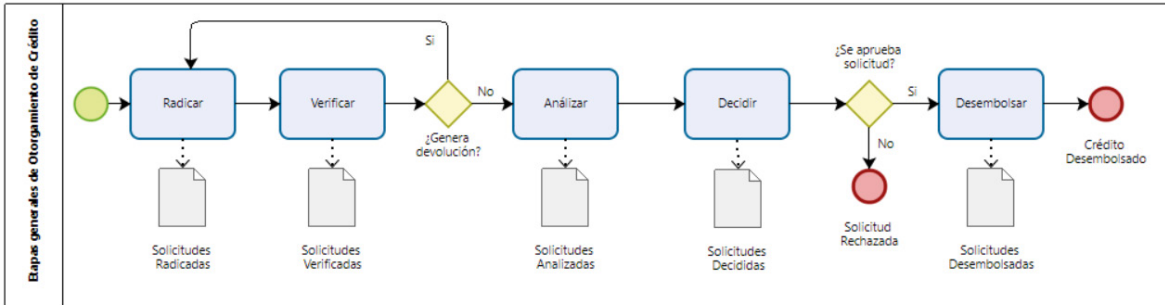 Etapas generales de Otorgamiento de Crédito
Si
Radicar
Verificar
No
¿Genera
devolución?
Análizar
Decidir
¿Se aprueba
solicitud?
Si
No
Desembolsar
Crédito
Desembolsado
Solicitud
Rechazada
Solicitudes
Radicadas
Solicitudes
Verificadas
Solicitudes
Analizadas
Solicitudes
Decididas
Solicitudes
Desembolsadas